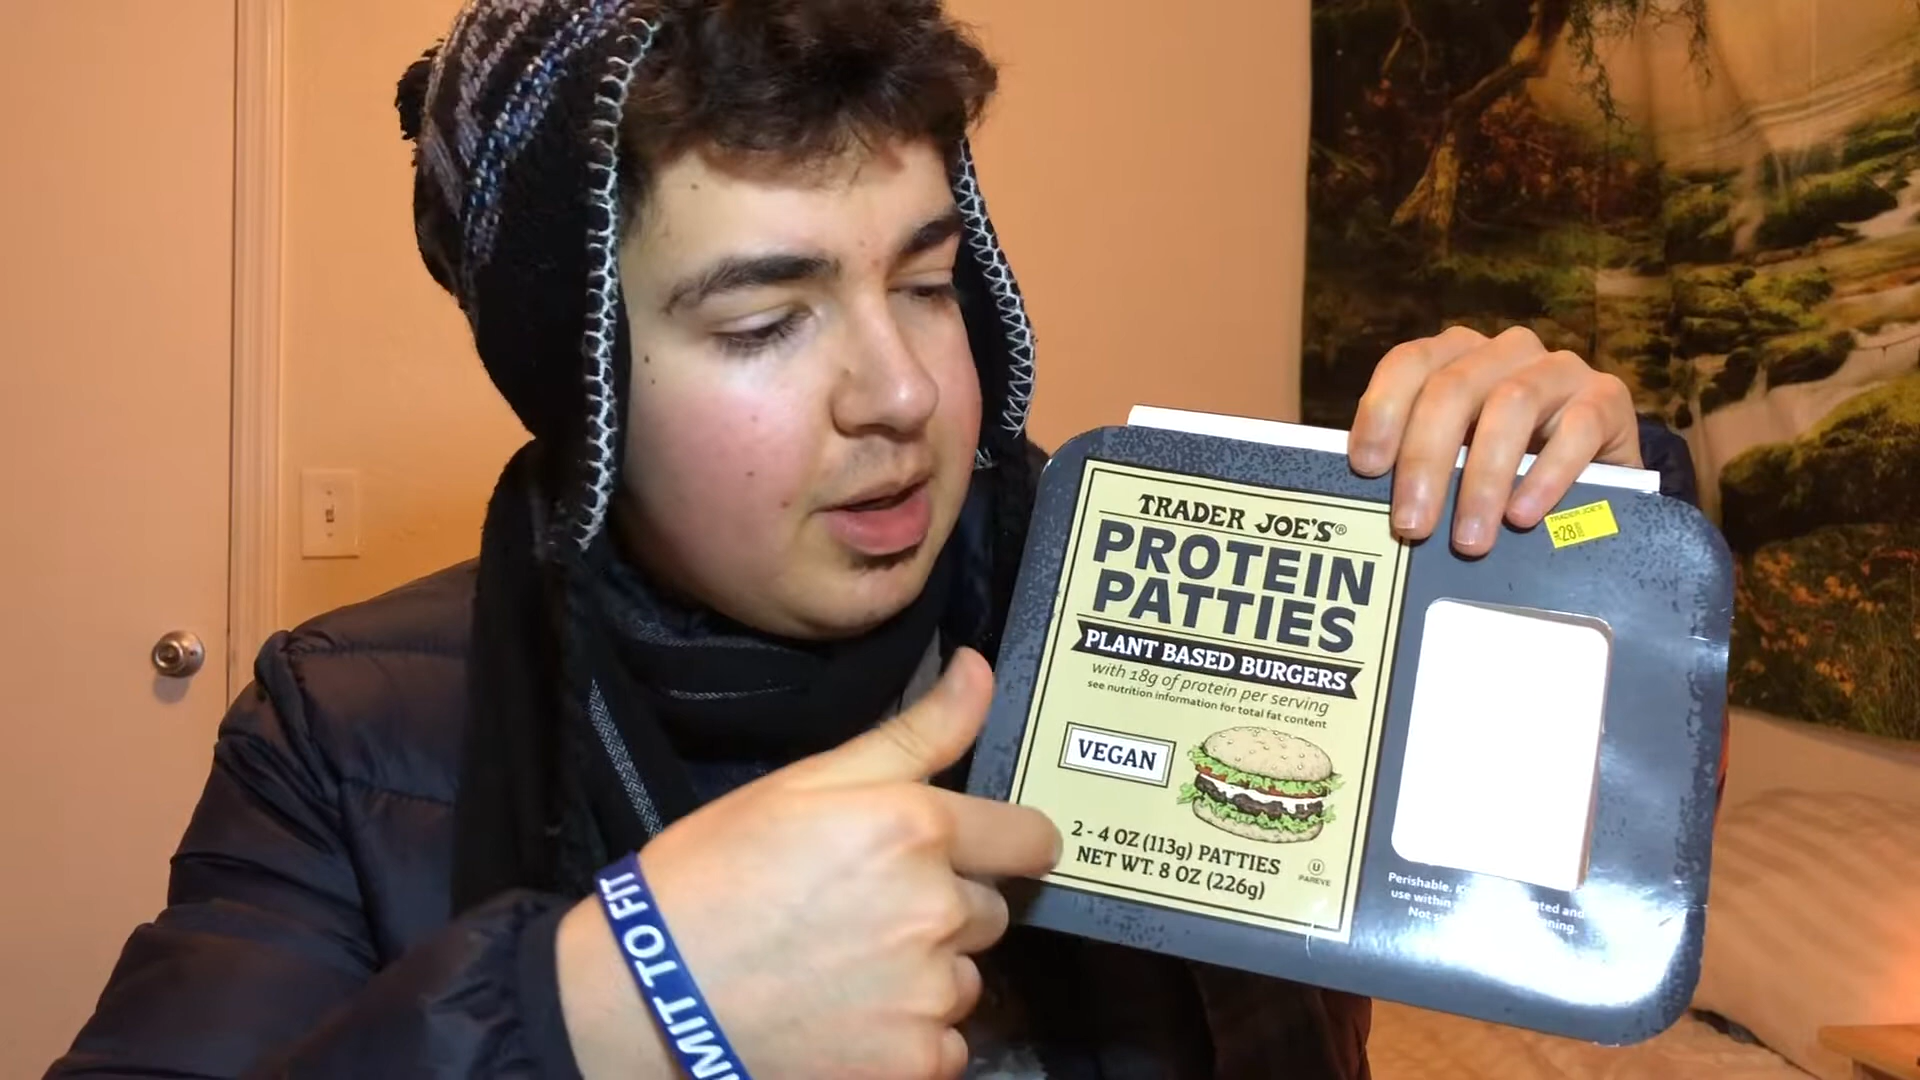 TRADER JOE'S®
PROTEIN
PATTIES
PLANT BASED BURGERS
with 18g of protein per serving
see nutrition information for total fat content
VEGAN
2 - 4 OZ (113g) PATTIES
NET WT. 8 OZ (226g)
U
PAREVE
TRADER JOE'S
28
Perishable.
use within and
Not
MIT TO FIT